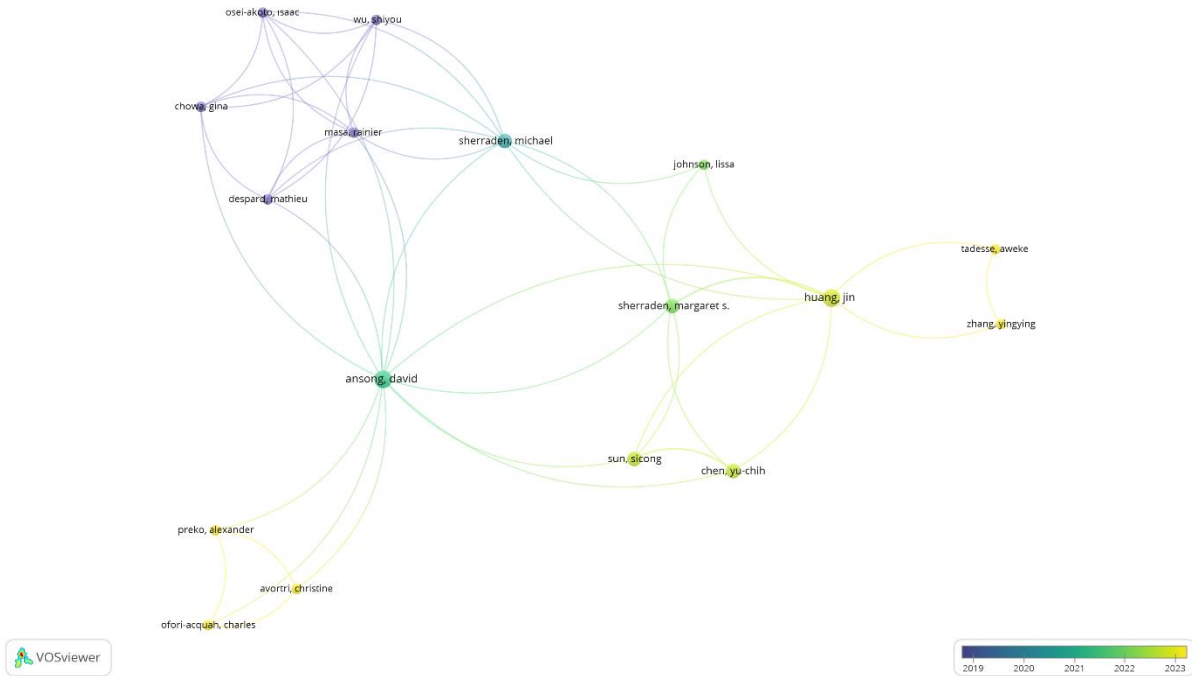 osei-akoto, isaac
wu, shiyou
chowa, gina
masa, rainier
sherraden, michael
johnson, lissa
despard, mathieu
tadesse, aweke
huang, jin
sherraden, margaret s.
zhang, yingying
ansong, david
sun, sicong
chen, yu-chih
preko, alexander
avortri, christine
ofori-acquah, charles
VOSviewer
2019 2020 2021 2022 2023